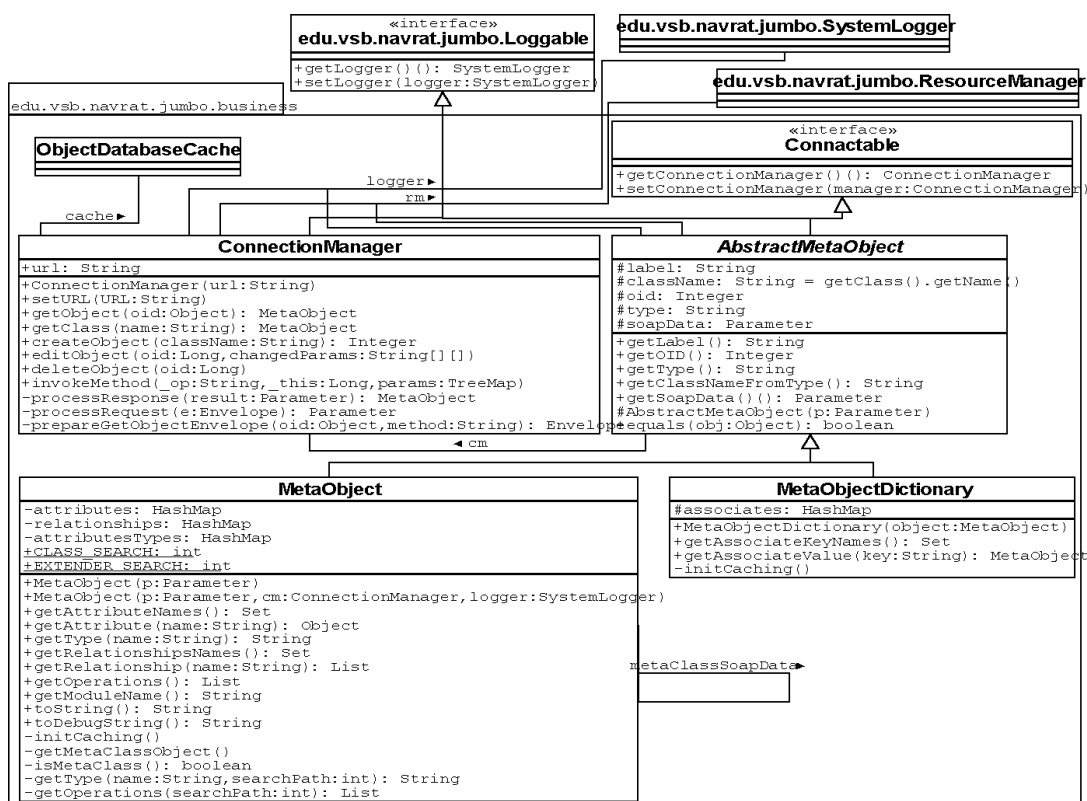 «interface»
edu.vsb.navrat.jumbo.Loggable
+getLogger()(): SystemLogger
+setLogger(logger:SystemLogger)
edu.vsb.navrat.jumbo.SystemLogger
edu.vsb.navrat.jumbo.ResourceManager
edu.vsb.navrat.jumbo.business
ObjectDatabaseCache
«interface»
Connactable
+getConnectionManager()(): ConnectionManager
+setConnectionManager(manager:ConnectionManager)
logger►
rm►
cache►
ConnectionManager
+url: String
+ConnectionManager(url:String)
+setURL(URL:String)
+getObject(oid:Object): MetaObject
+getClass(name:String): MetaObject
+createObject(className:String): Integer
+editObject(oid:Long,changedParams:String[][])
+deleteObject(oid:Long)
+invokeMethod(_op:String,_this:Long,params:TreeMap)
-processResponse(result:Parameter): MetaObject
-processRequest(e:Envelope): Parameter
-prepareGetObjectEnvelope(oid:Object,method:String): Envelope
AbstractMetaObject
#label: String
#className: String = getClass().getName()
#oid: Integer
#type: String
#soapData: Parameter
+getLabel(): String
+getOID(): Integer
+getType(): String
+getClassNameFromType(): String
+getSoapData()(): Parameter
#AbstractMetaObject(p:Parameter)
+equals(obj:Object): boolean
◄ cm
MetaObject
-attributes: HashMap
-relationships: HashMap
-attributesTypes: HashMap
+CLASS_SEARCH: int
+EXTENDER_SEARCH: int
+MetaObject(p:Parameter)
+MetaObject(p:Parameter,cm:ConnectionManager,logger:SystemLogger)
+getAttributeNames(): Set
+getAttribute(name:String): Object
+getType(name:String): String
+getRelationshipsNames(): Set
+getRelationship(name:String): List
+getOperations(): List
+getModuleName(): String
+toString(): String
+toDebugString(): String
-initCaching()
-getMetaClassObject()
-isMetaClass(): boolean
-getType(name:String,searchPath:int): String
-getOperations(searchPath:int): List
MetaObjectDictionary
#associates: HashMap
+MetaObjectDictionary(object:MetaObject)
+getAssociateKeyNames(): Set
+getAssociateValue(key:String): MetaObject
-initCaching()
metaClassSoapData►